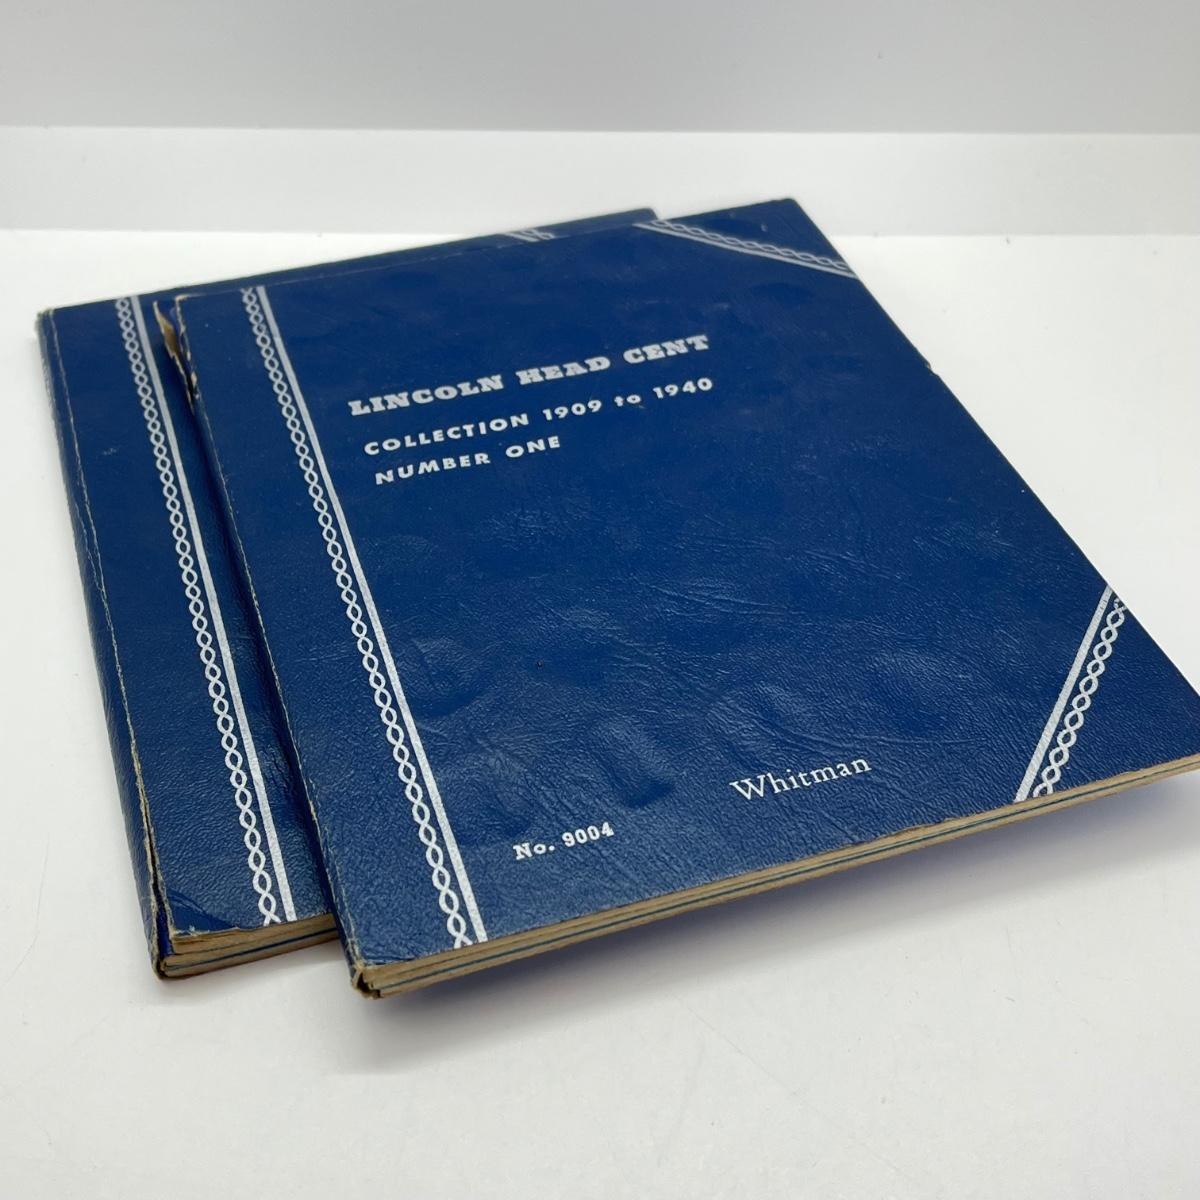 LINCOLN HEAD CENT
COLLECTION 1909 to 1940
NUMBER ONE
Whitman
No. 9004